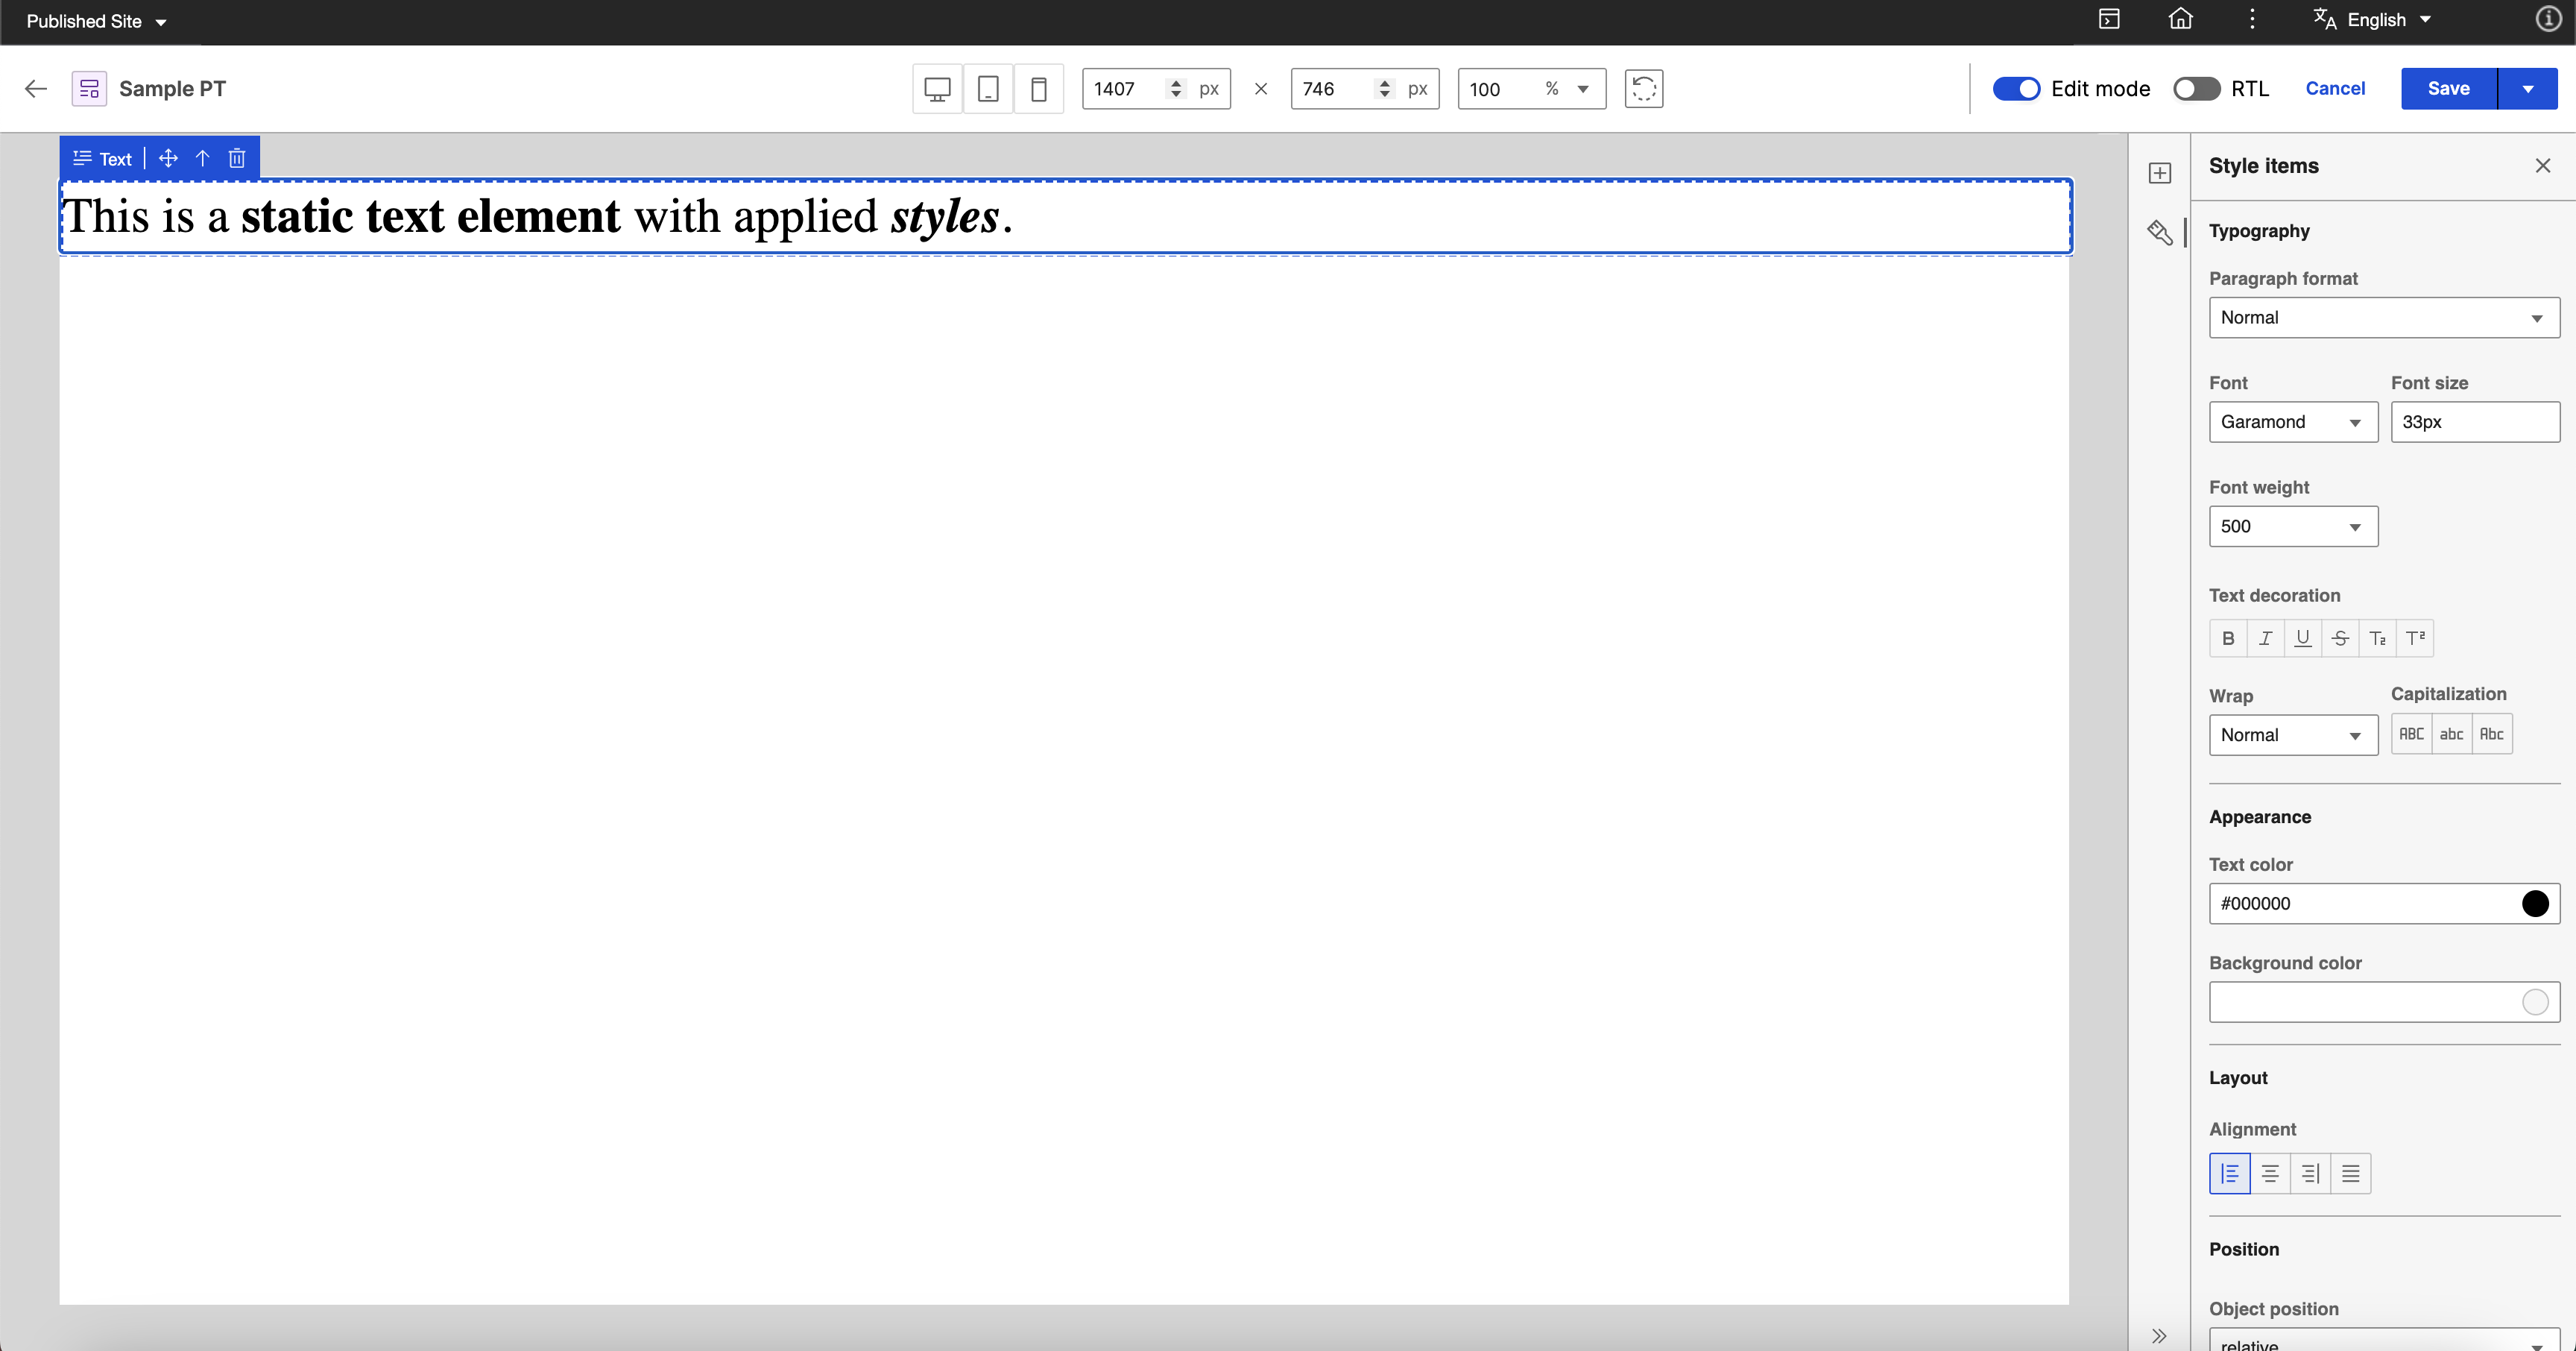 Published Site
English
Sample PT
1407 px
746 px
100 %
Edit mode
RTL
Cancel
Save
Text
This is a static text element with applied styles.
Style items
Typography
Paragraph format
Normal
Font
Font size
Garamond
33px
Font weight
500
Text decoration
B I U S T₂ T²
Wrap
Capitalization
Normal
ABC abc Abc
Appearance
Text color
#000000
Background color
Layout
Alignment
Position
Object position
relative